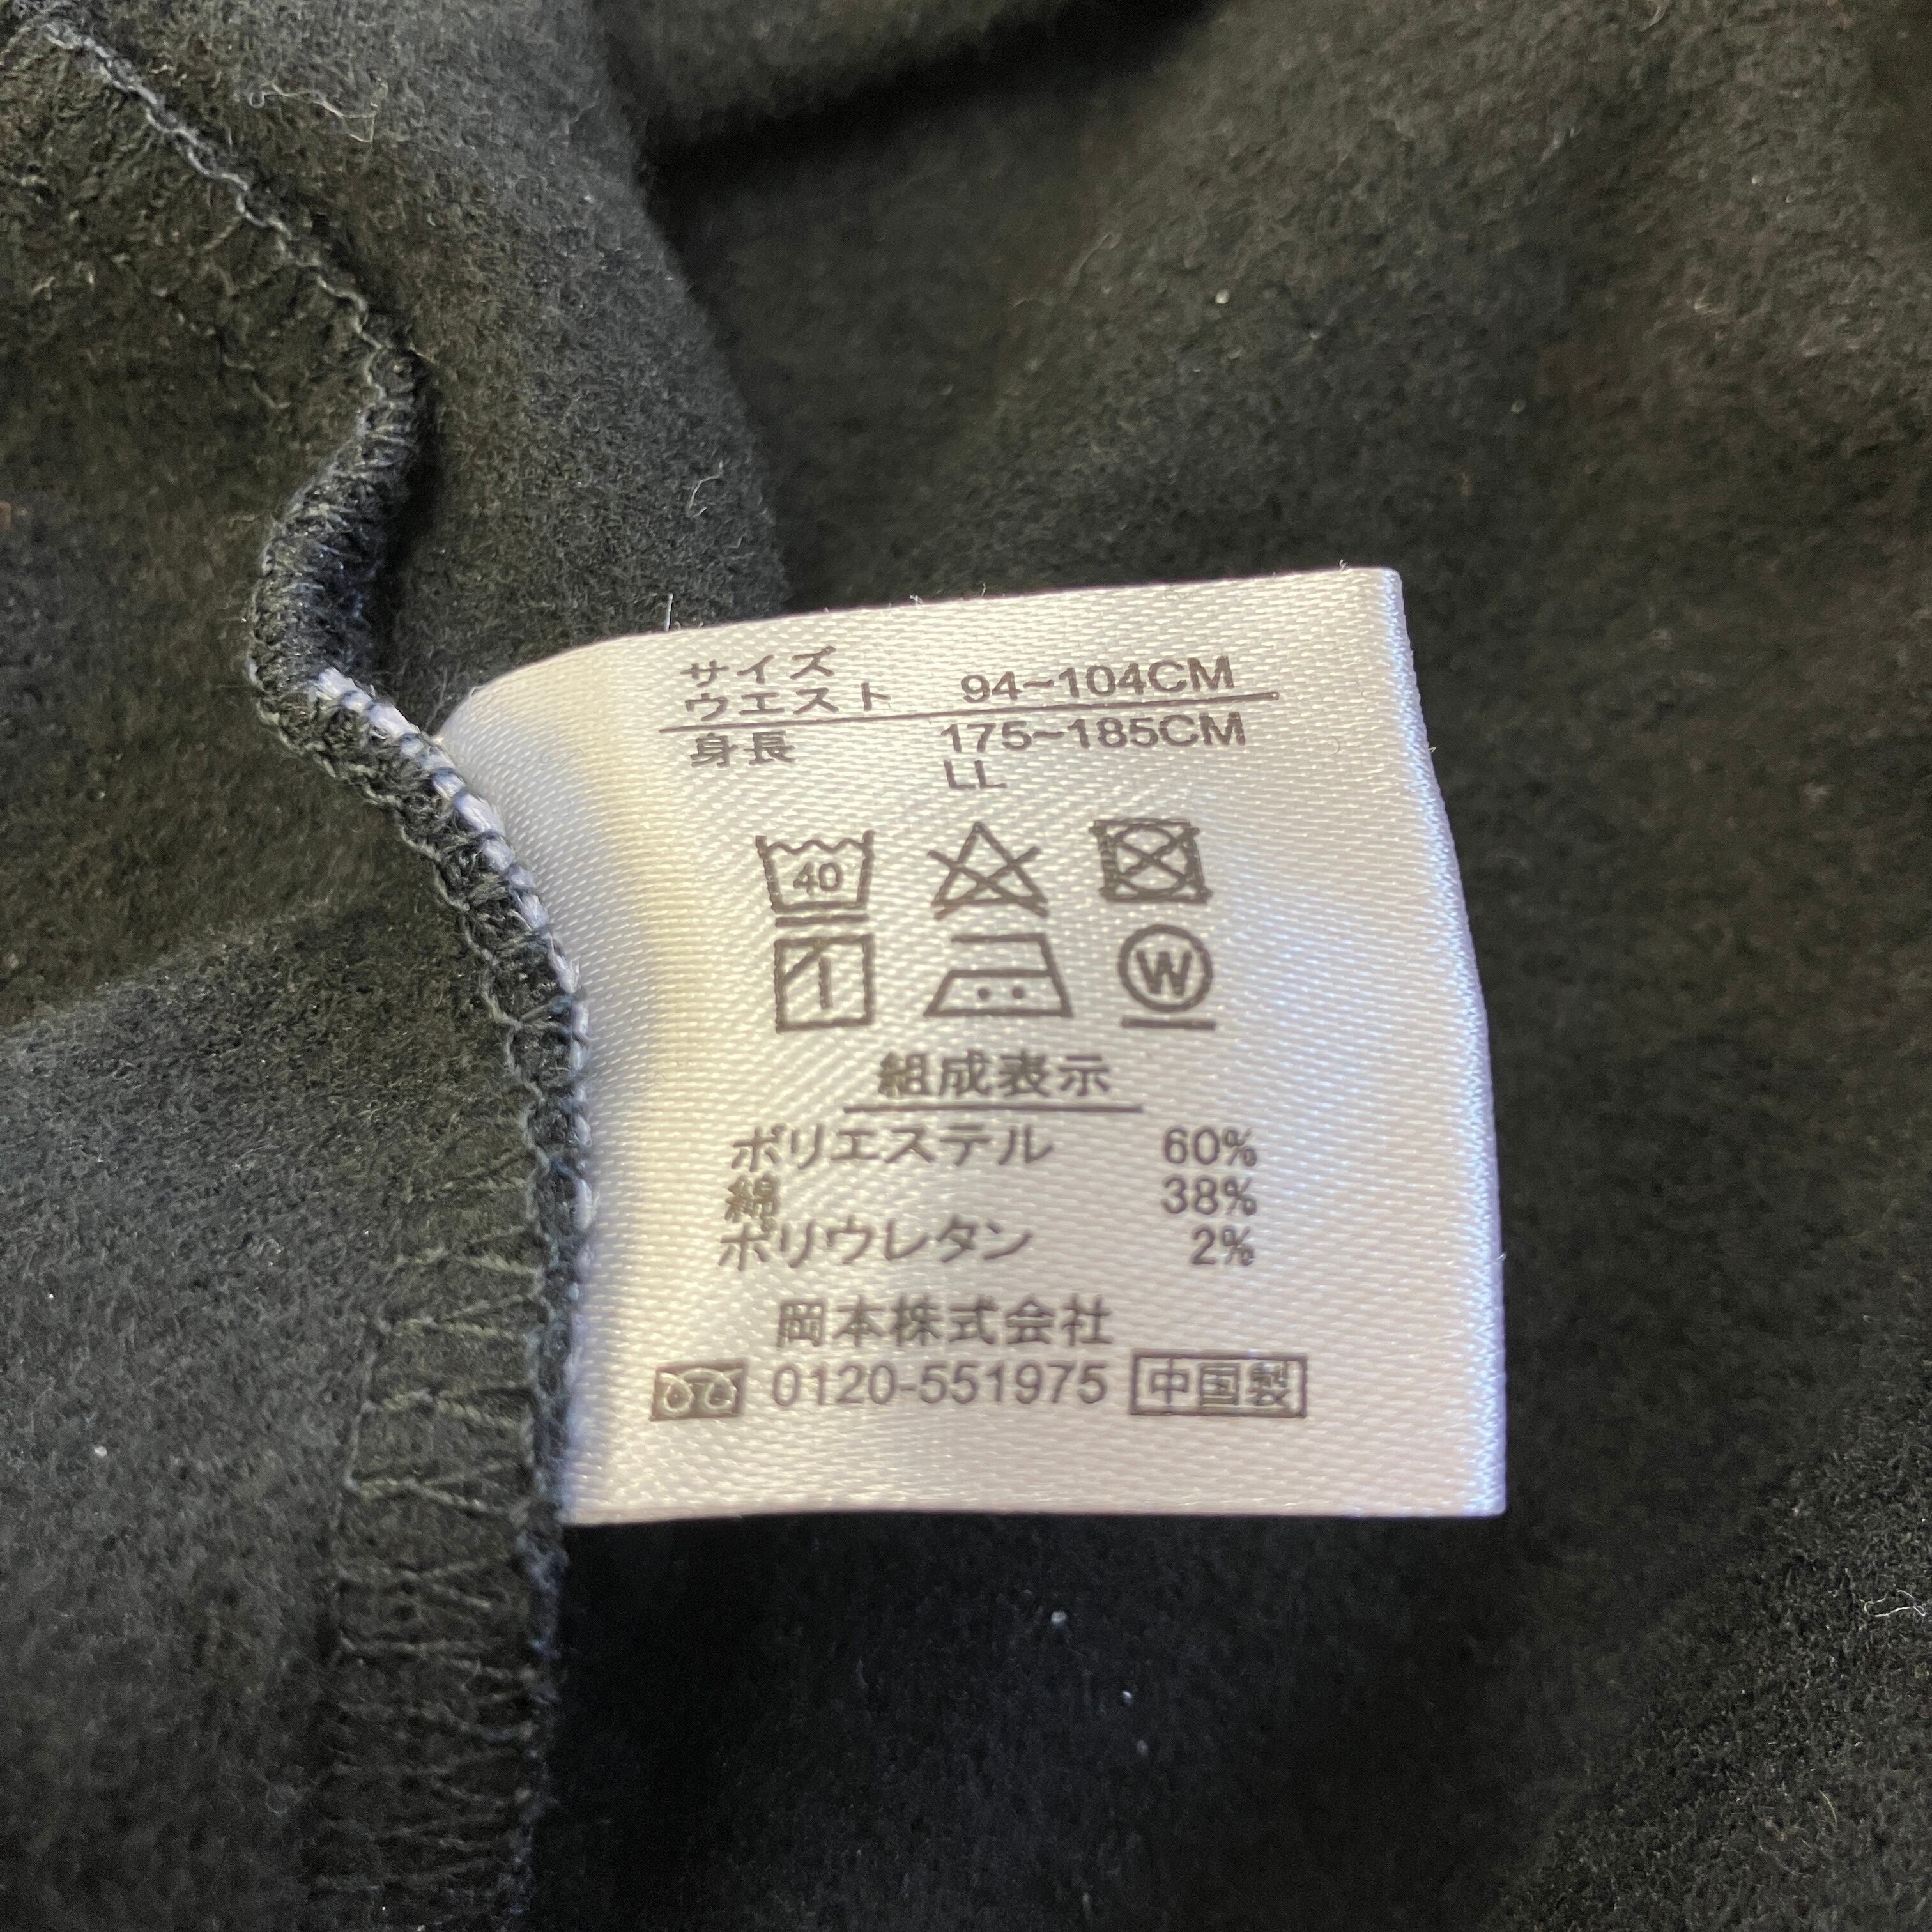 サイズ
ウエスト 94~104CM
身長 175~185CM
LL
40
W
組成表示
ポリエステル 60%
綿 38%
ポリウレタン 2%
岡本株式会社
0120-551975 中国製